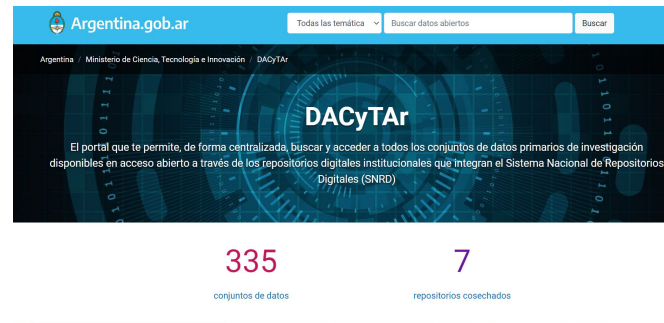 Argentina.gob.ar
Todas las temática
Buscar datos abiertos
Buscar
Argentina / Ministerio de Ciencia, Tecnología e Innovación / DACyTAr
DACyTAr
El portal que te permite, de forma centralizada, buscar y acceder a todos los conjuntos de datos primarios de investigación
disponibles en acceso abierto a través de los repositorios digitales institucionales que integran el Sistema Nacional de Repositorios
Digitales (SNRD)
335
7
conjuntos de datos
repositorios cosechados